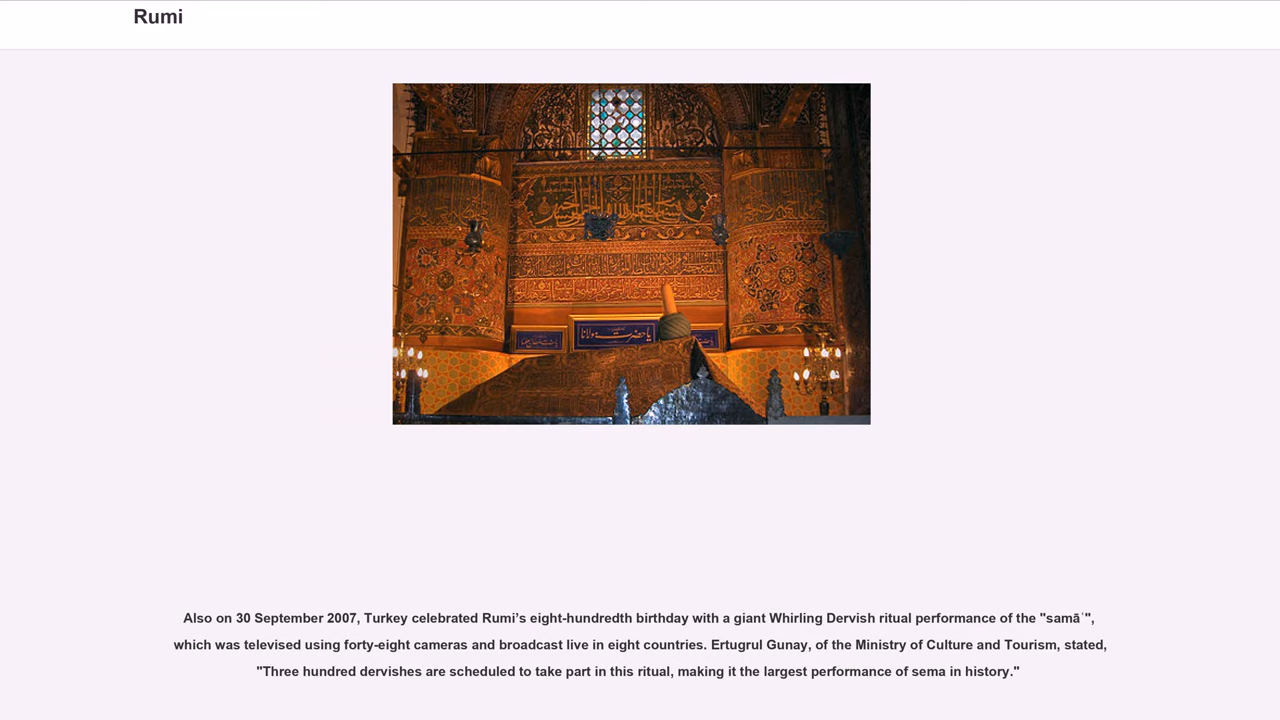 Rumi
یا حضرت مولانا
Also on 30 September 2007, Turkey celebrated Rumi’s eight-hundredth birthday with a giant Whirling Dervish ritual performance of the "samāʿ",
which was televised using forty-eight cameras and broadcast live in eight countries. Ertugrul Gunay, of the Ministry of Culture and Tourism, stated,
"Three hundred dervishes are scheduled to take part in this ritual, making it the largest performance of sema in history."